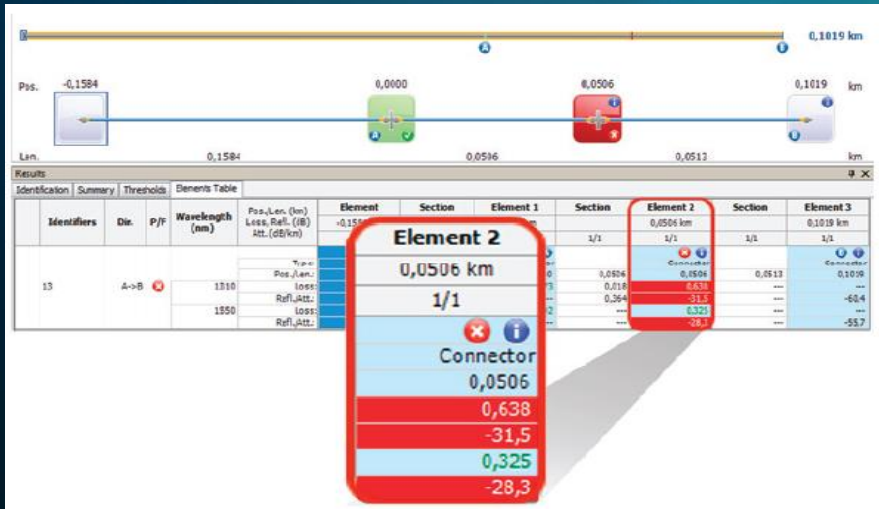 0,1019 km
A
B
Pos. -0,1584 0,0000 0,0506 0,1019 km
A
B
Len. 0,1584 0,0506 0,0513 km
Results
Identification Summary Thresholds Elements Table
Identifiers Dir. P/F Wavelength (nm) Pos./Len. (km) Loss, Refl. (dB) Att. (dB/km)
Element Section Element 1 Section Element 2 Section Element 3
0,0506 km 0,1019 km
1/1 1/1 1/1 1/1
Type:
Connector Connector
Pos./Len.: 0,0506 0,0506 0,0513 0,1019
13 A->B 1310 Loss: 0,018 0,638 --- ---
Refl./Att.: 0,364 -31,5 --- -60,4
1550 Loss: --- 0,325 --- ---
Refl./Att.: --- -28,3 --- -55,7
Element 2
0,0506 km
1/1
Connector
0,0506
0,638
-31,5
0,325
-28,3